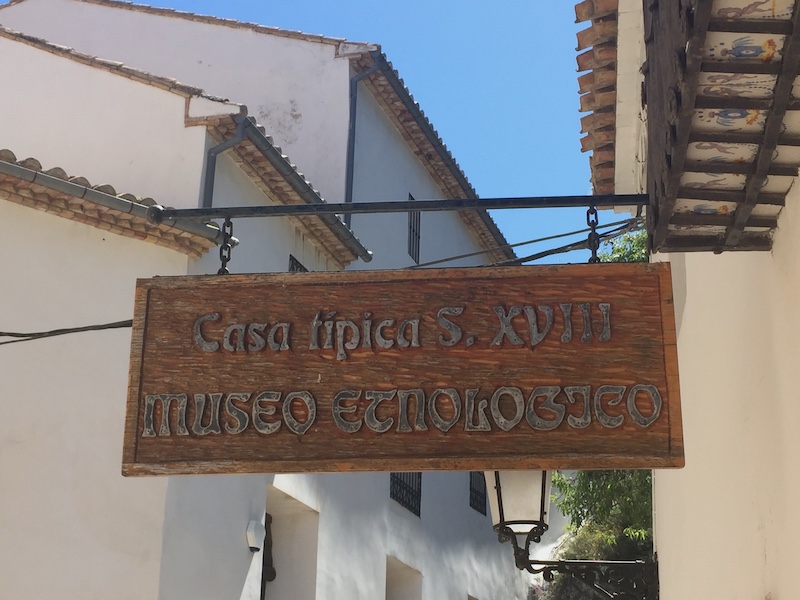 Casa típica S. XVIII
MUSEO ETNOLOGICO